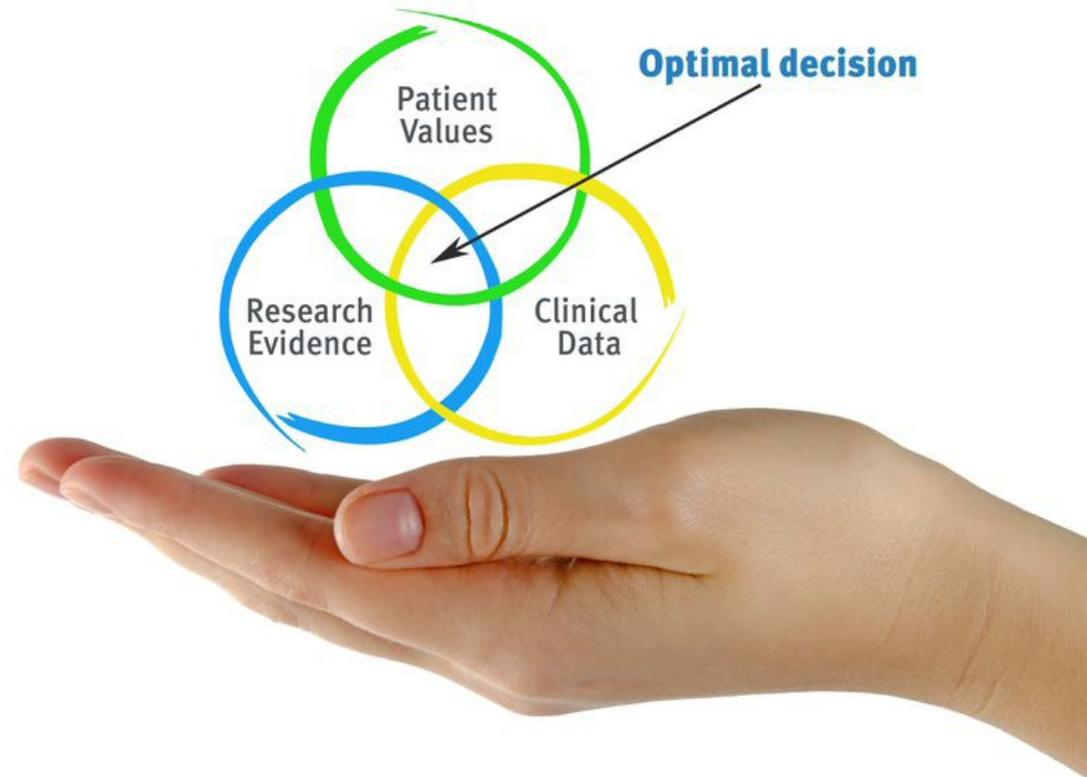 Optimal decision
Patient
Values
Research
Evidence
Clinical
Data